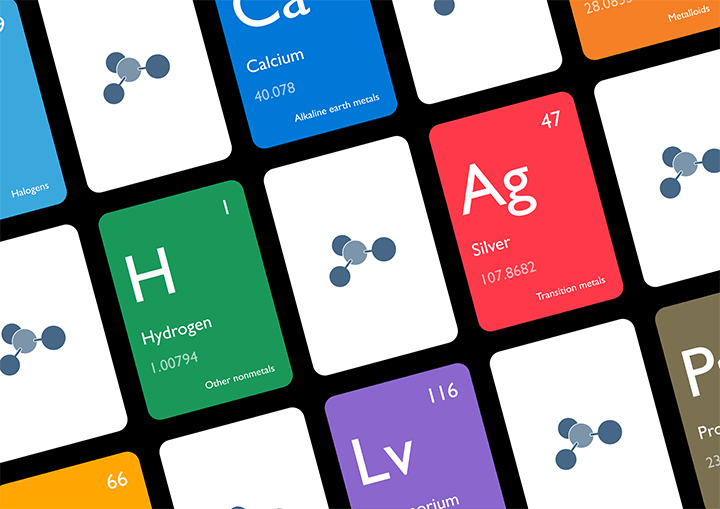 Halogens
Ca
Calcium
40.078
Alkaline earth metals
Metalloids
1
H
Hydrogen
1.00794
Other nonmetals
47
Ag
Silver
107.8682
Transition metals
66
116
Lv